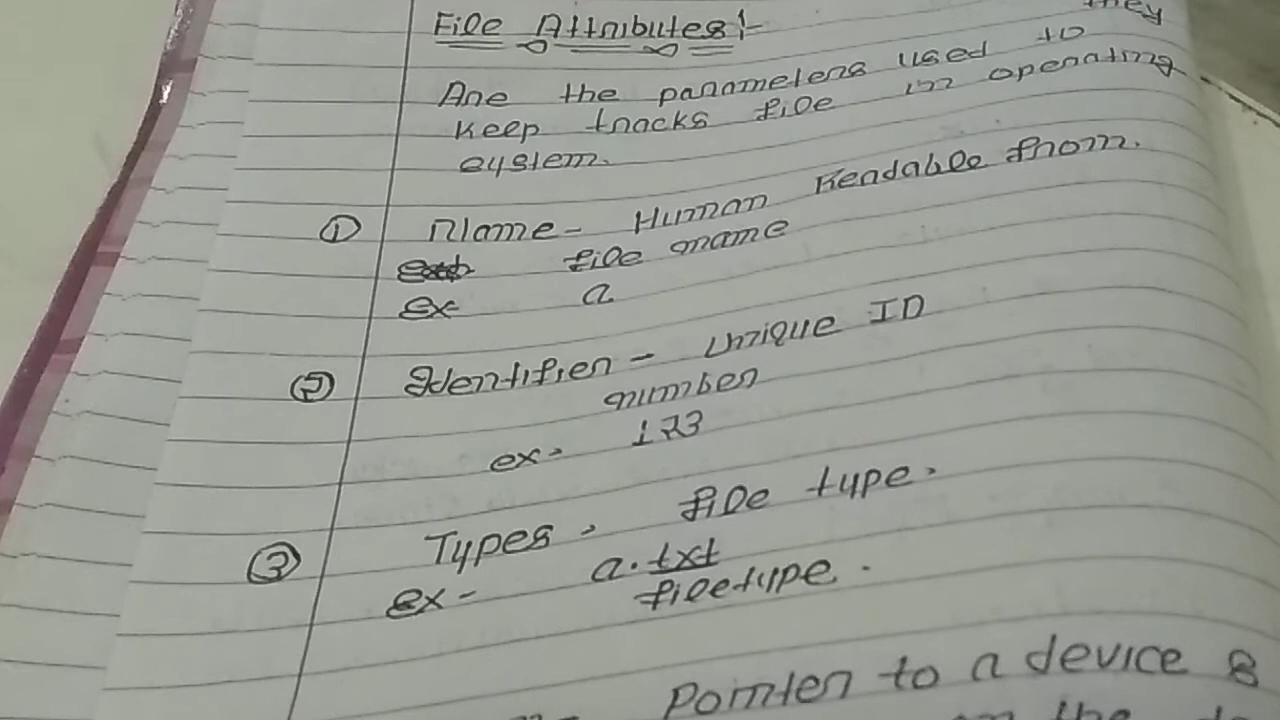 File Attributes:-
they
Are the parameters used to
keep tracks file in operating
system.
① Name - Human Readable from.
file name
ex- a
② Identifier - Unique ID
number
ex- 123
③ Types - file type.
ex- a.txt
filetype.
Pointer to a device &
the